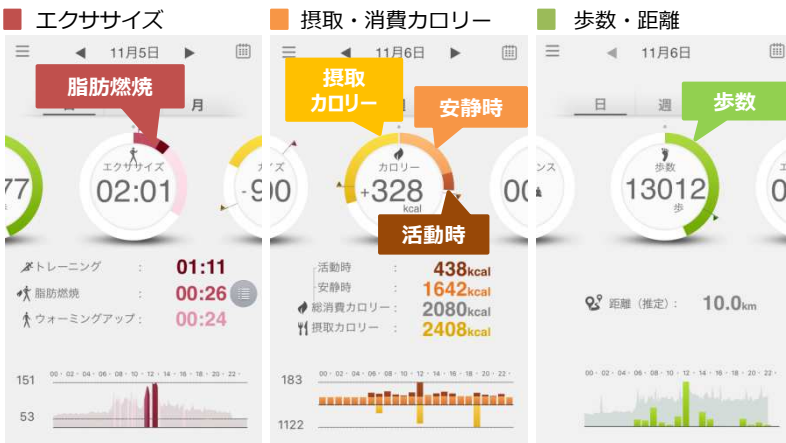 エクササイズ
11月5日
脂肪燃焼
月
エクササイズ
02:01
77
トレーニング : 01:11
脂肪燃焼 : 00:26
ウォーミングアップ : 00:24
00・02・04・06・08・10・12・14・16・18・20・22・
151
53
摂取・消費カロリー
11月6日
摂取
カロリー
安静時
カロリー
+328
kcal
活動時
活動時 : 438kcal
安静時 : 1642kcal
総消費カロリー : 2080kcal
摂取カロリー : 2408kcal
00・02・04・06・08・10・12・14・16・18・20・22・
183
1122
歩数・距離
11月6日
日 週
歩数
歩数
13012
歩
ンス
距離（推定）: 10.0km
00・02・04・06・08・10・12・14・16・18・20・22・